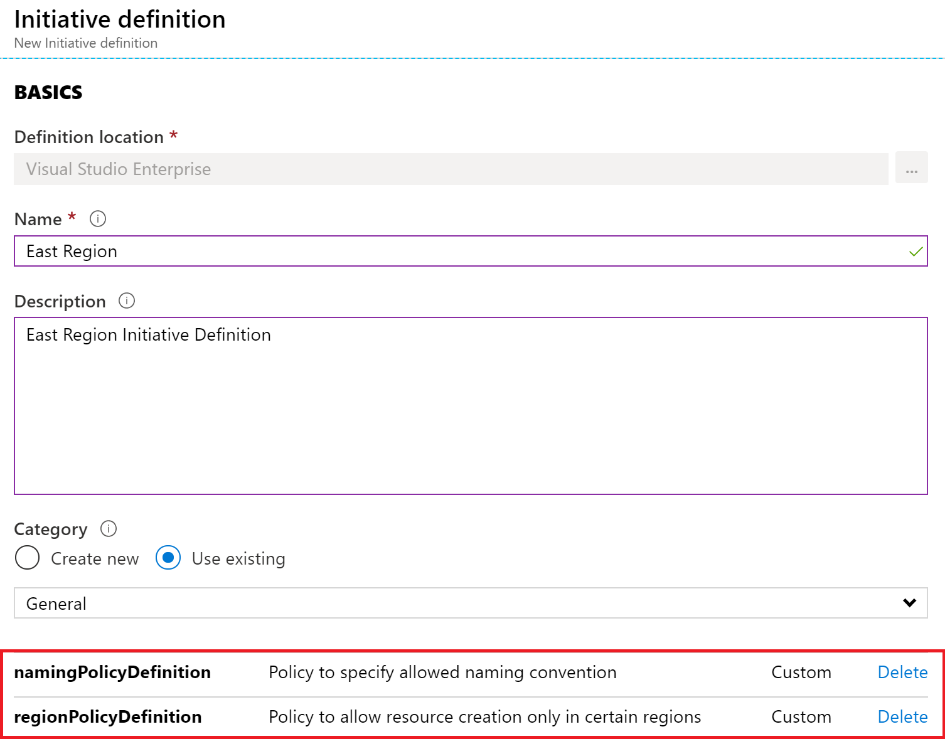 Initiative definition
New Initiative definition
BASICS
Definition location *
Visual Studio Enterprise ...
Name *
East Region
Description
East Region Initiative Definition
Category
Create new Use existing
General
namingPolicyDefinition Policy to specify allowed naming convention Custom Delete
regionPolicyDefinition Policy to allow resource creation only in certain regions Custom Delete